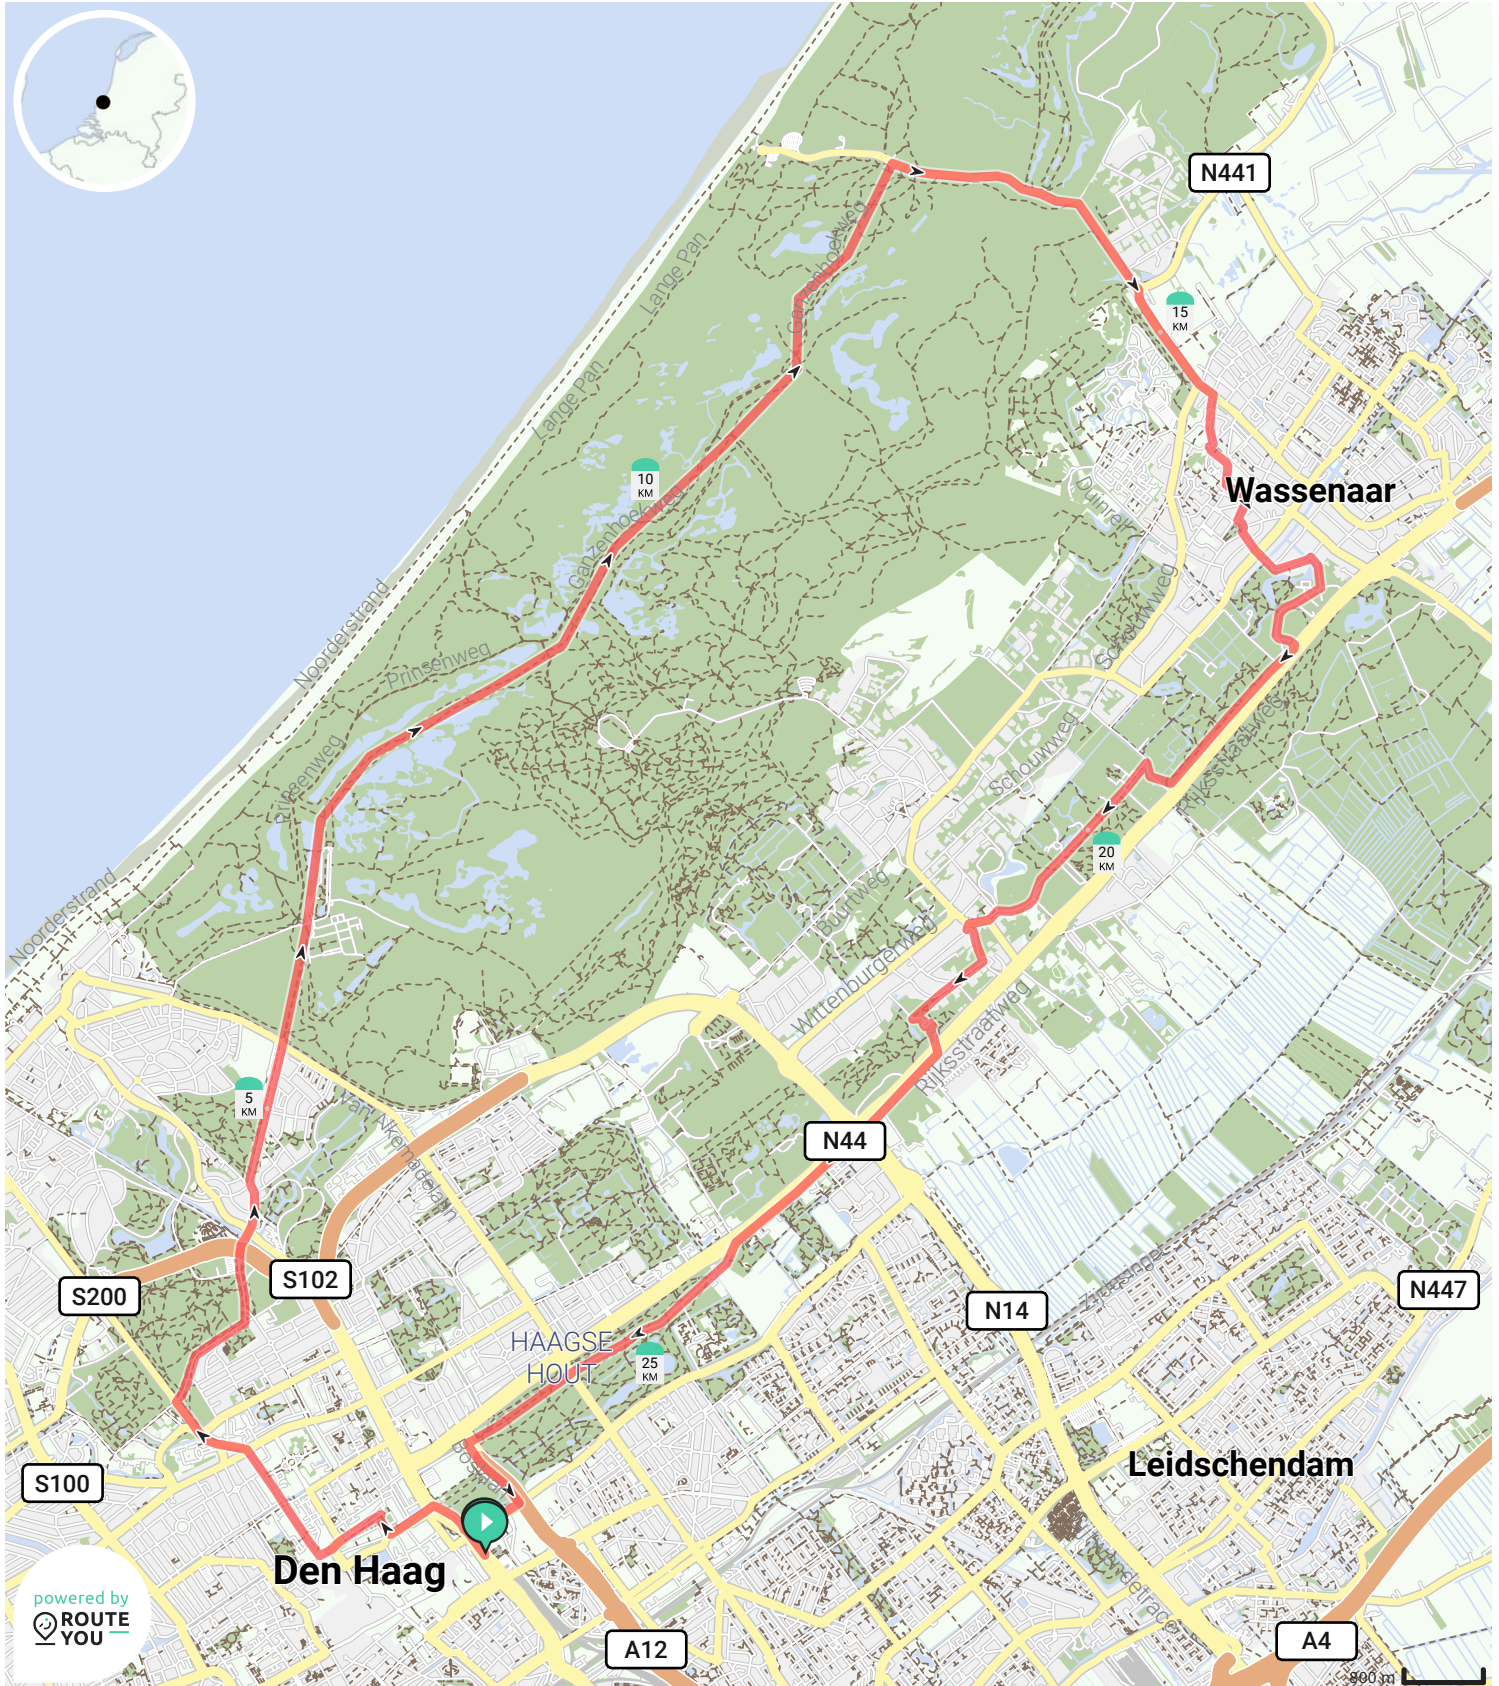 N441
Lange Pan
Ganzenhoekweg
15
KM
Lange Pan
10
KM
Wassenaar
Duinrell
Ganzenhoekweg
Noorderstrand
Schouwweg
Prinsenweg
Prinsenweg
Schouwweg
Rijksstraatweg
20
KM
Buurtweg
Noorderstrand
Wittenburgerweg
Rijksstraatweg
5
KM
Van Alkemadelaan
N44
S102
S200
Zijdesingel
N447
N14
HAAGSE
HOUT
25
KM
Leidschendam
S100
Den Haag
powered by
ROUTE
YOU
A12
A4
800 m